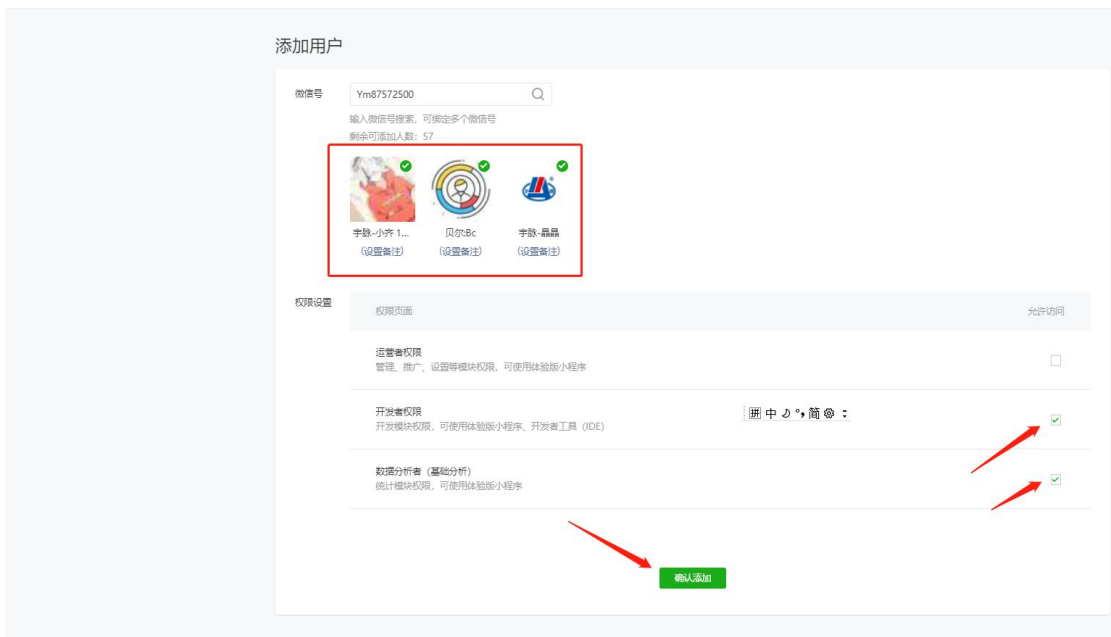 添加用户
微信号
Ym87572500
输入微信号搜索，可绑定多个微信号
剩余可添加人数：57
宇脉-小齐 1... 贝尔:Bc 宇脉-晶晶
(设置备注) (设置备注) (设置备注)
权限设置
权限页面 允许访问
运营者权限
管理、推广、设置等模块权限，可使用体验版小程序
开发者权限
开发模块权限，可使用体验版小程序、开发者工具（IDE）
拼 中 简
数据分析者（基础分析）
统计模块权限，可使用体验版小程序
确认添加